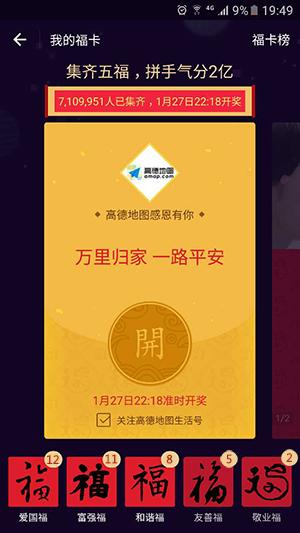 4G 9% 19:49
我的福卡 福卡榜
集齐五福，拼手气分2亿
7,109,951人已集齐，1月27日22:18开奖
高德地图
amap.com
高德地图感恩有你
万里归家 一路平安
開
1月27日22:18准时开奖
关注高德地图生活号
1/2
12 11 8 5 2
福 福 福 福 福
爱国福 富强福 和谐福 友善福 敬业福